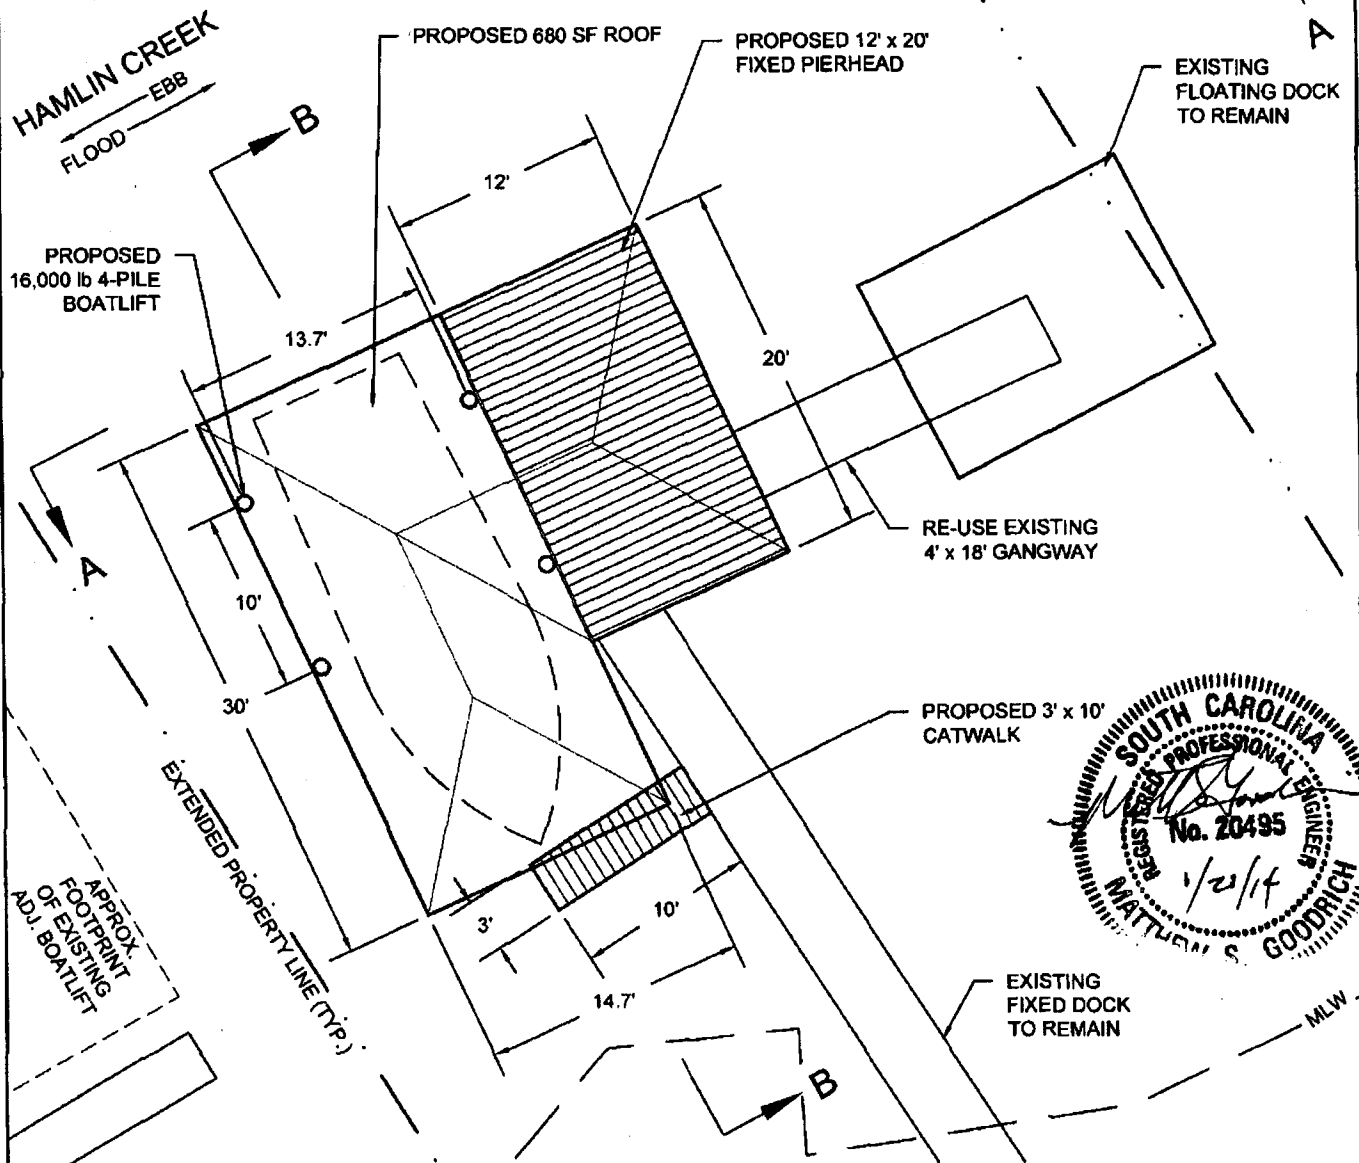 HAMLIN CREEK
EBB
FLOOD
PROPOSED 680 SF ROOF
PROPOSED 12' x 20'
FIXED PIERHEAD
A
EXISTING
FLOATING DOCK
TO REMAIN
B
12'
PROPOSED
16,000 lb 4-PILE
BOATLIFT
13.7'
20'
RE-USE EXISTING
4' x 18' GANGWAY
A
10'
30'
PROPOSED 3' x 10'
CATWALK
EXTENDED PROPERTY LINE (TYP.)
APPROX.
FOOTPRINT
OF EXISTING
ADJ. BOATLIFT
3'
10'
14.7'
SOUTH CAROLINA
REGISTERED PROFESSIONAL ENGINEER
No. 20495
MATTHEW S. GOODRICH
EXISTING
FIXED DOCK
TO REMAIN
MLW
B